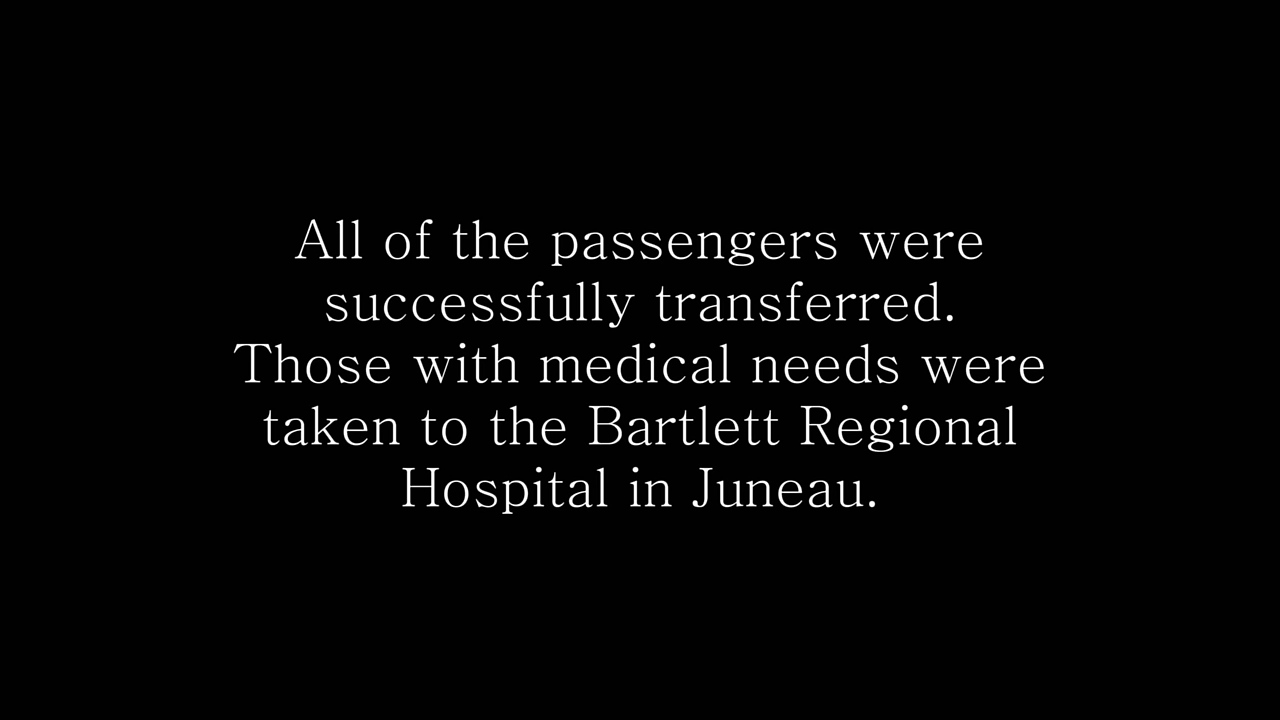 All of the passengers were
successfully transferred.
Those with medical needs were
taken to the Bartlett Regional
Hospital in Juneau.